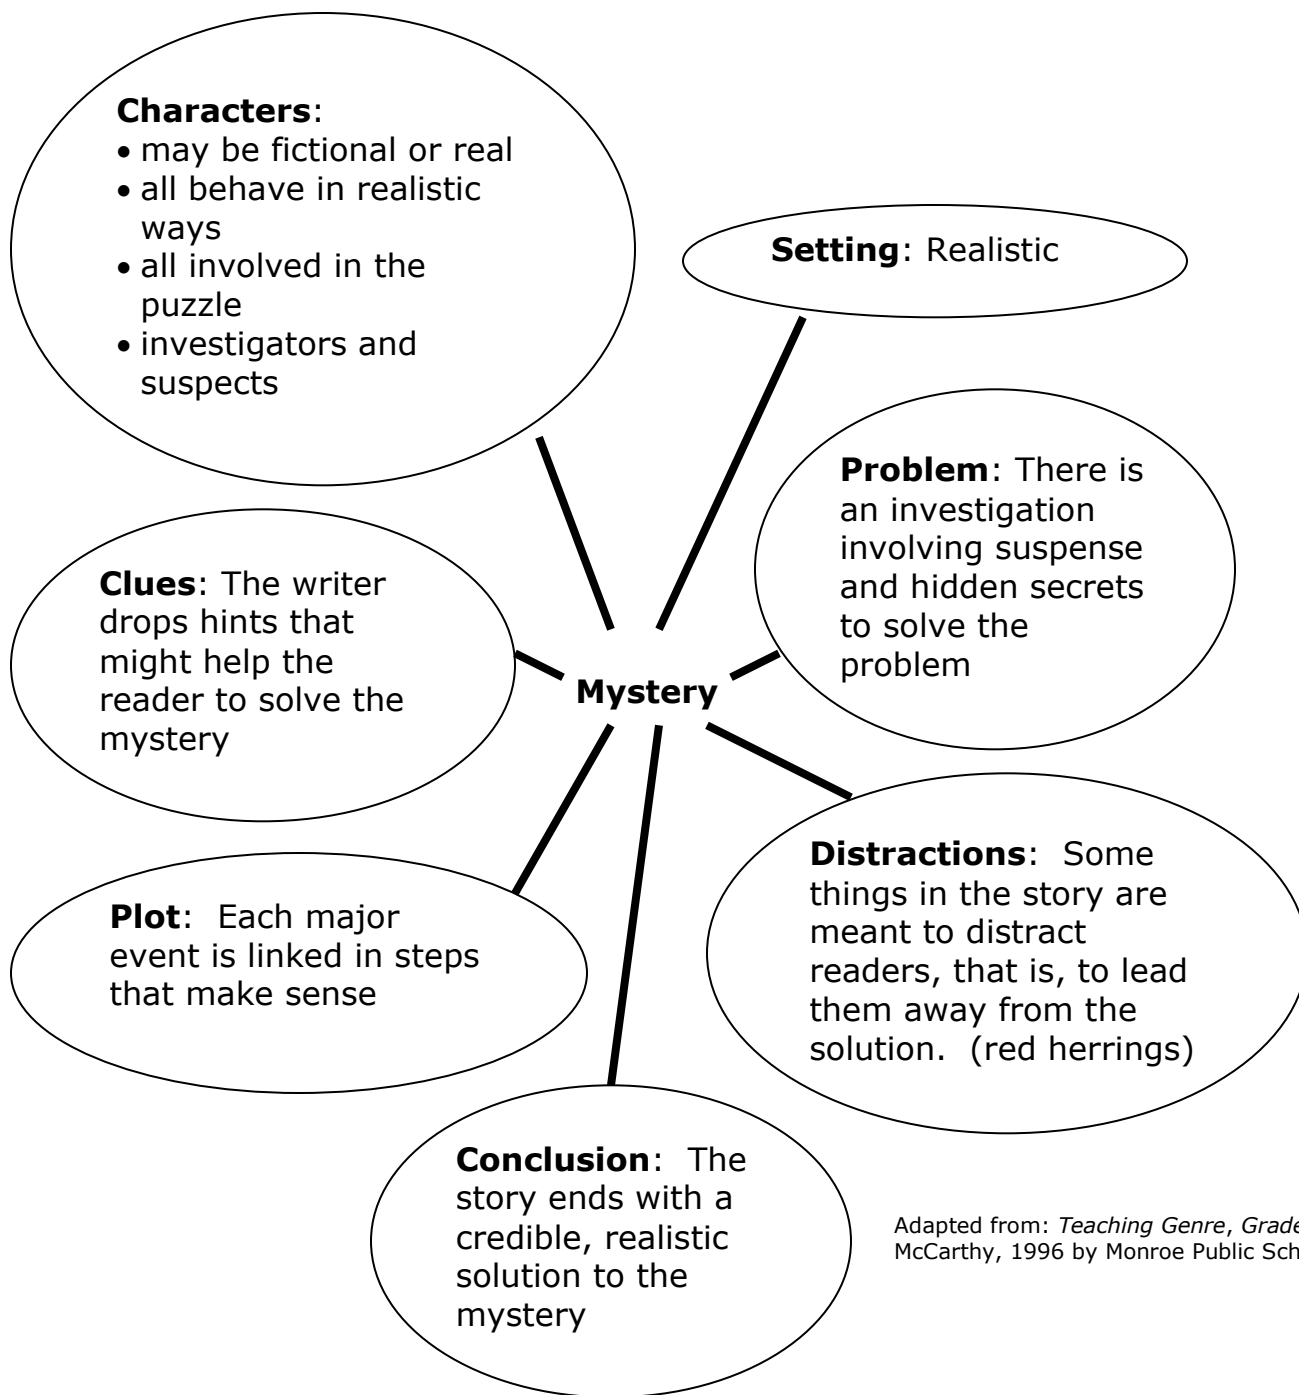 Characters:
• may be fictional or real
• all behave in realistic
ways
• all involved in the
puzzle
• investigators and
suspects
Setting: Realistic
Problem: There is
an investigation
involving suspense
and hidden secrets
to solve the
problem
Clues: The writer
drops hints that
might help the
reader to solve the
mystery
Mystery
Distractions: Some
things in the story are
meant to distract
readers, that is, to lead
them away from the
solution. (red herrings)
Plot: Each major
event is linked in steps
that make sense
Conclusion: The
story ends with a
credible, realistic
solution to the
mystery
Adapted from: Teaching Genre, Grade
McCarthy, 1996 by Monroe Public Sch